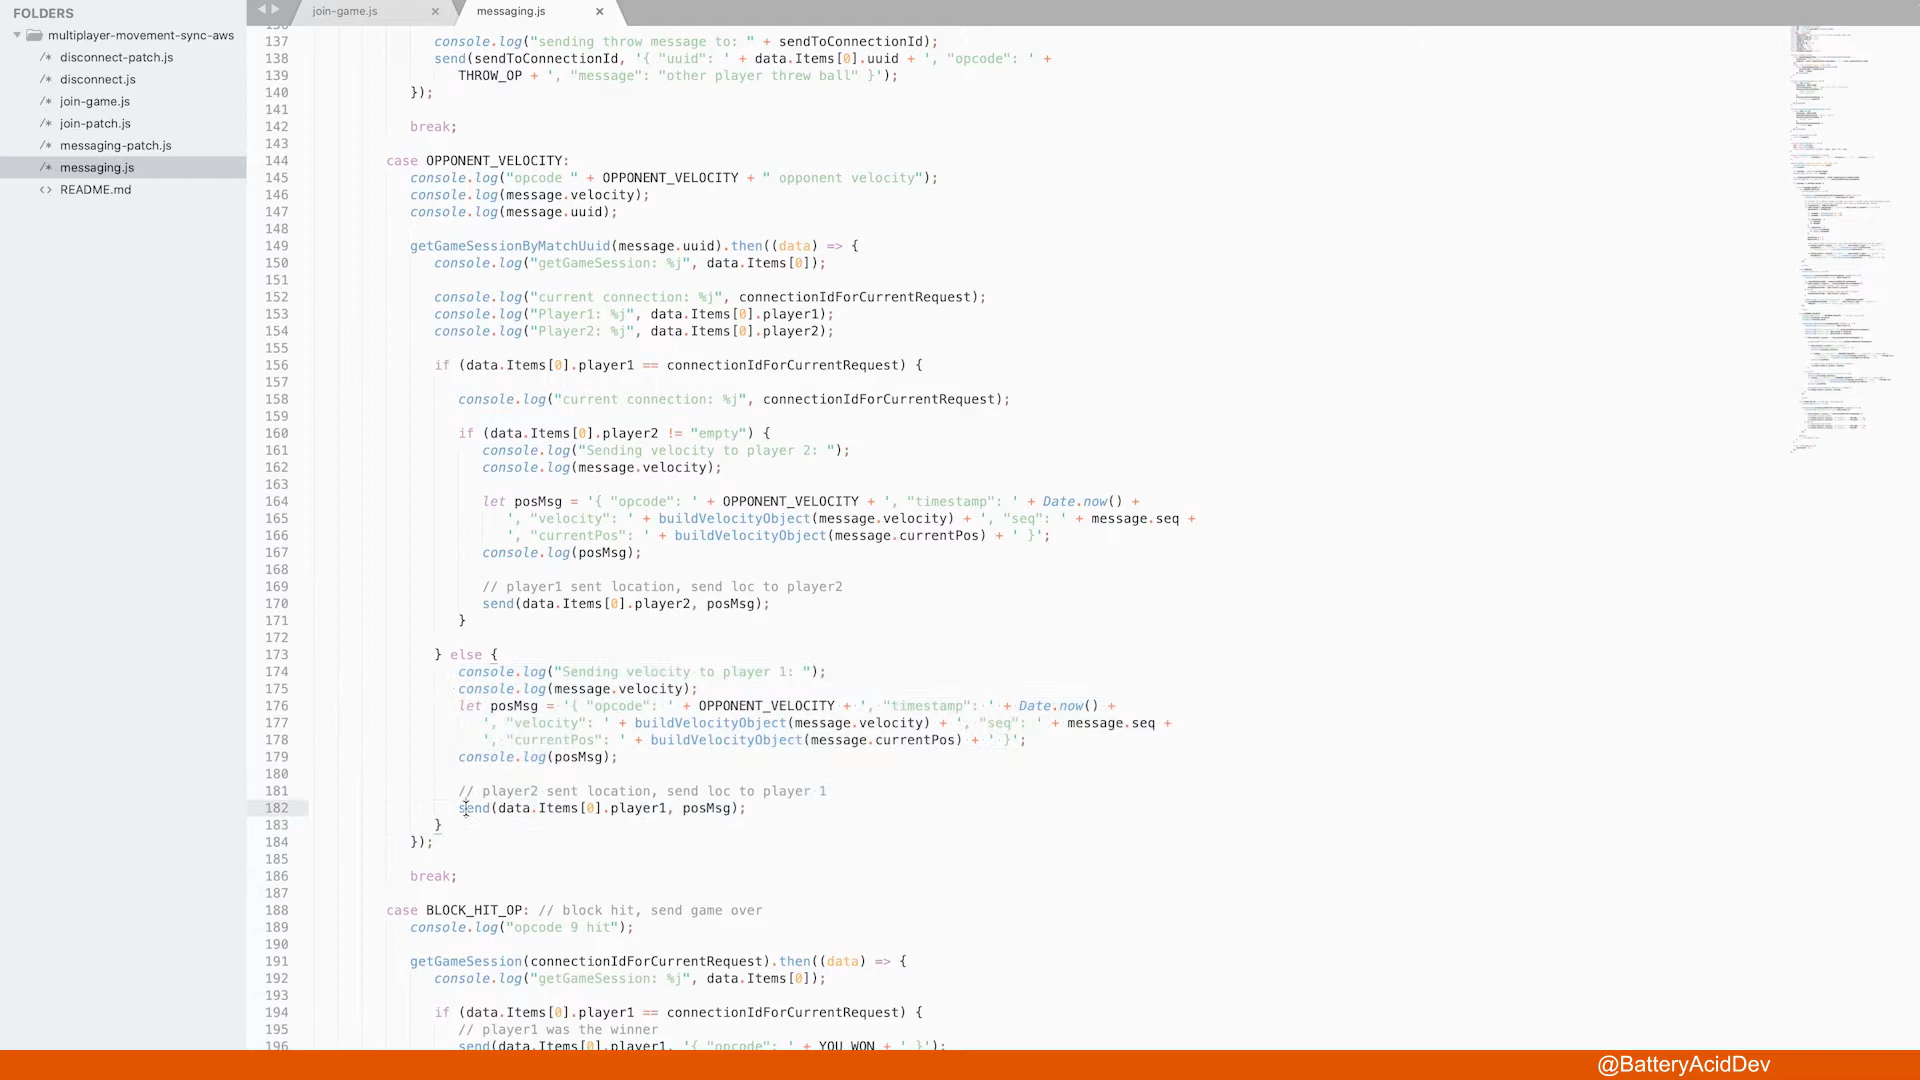 FOLDERS
multiplayer-movement-sync-aws
/* disconnect-patch.js
/* disconnect.js
/* join-game.js
/* join-patch.js
/* messaging-patch.js
/* messaging.js
<> README.md
join-game.js ×
messaging.js ×
137 console.log("sending throw message to: " + sendToConnectionId);
138 send(sendToConnectionId, '{ "uuid": ' + data.Items[0].uuid + ', "opcode": ' +
139 THROW_OP + ', "message": "other player threw ball" }');
140 });
141
142 break;
143
144 case OPPONENT_VELOCITY:
145 console.log("opcode " + OPPONENT_VELOCITY + " opponent velocity");
146 console.log(message.velocity);
147 console.log(message.uuid);
148
149 getGameSessionByMatchUuid(message.uuid).then((data) => {
150 console.log("getGameSession: %j", data.Items[0]);
151
152 console.log("current connection: %j", connectionIdForCurrentRequest);
153 console.log("Player1: %j", data.Items[0].player1);
154 console.log("Player2: %j", data.Items[0].player2);
155
156 if (data.Items[0].player1 == connectionIdForCurrentRequest) {
157
158 console.log("current connection: %j", connectionIdForCurrentRequest);
159
160 if (data.Items[0].player2 != "empty") {
161 console.log("Sending velocity to player 2: ");
162 console.log(message.velocity);
163
164 let posMsg = '{ "opcode": ' + OPPONENT_VELOCITY + ', "timestamp": ' + Date.now() +
165 ', "velocity": ' + buildVelocityObject(message.velocity) + ', "seq": ' + message.seq +
166 ', "currentPos": ' + buildVelocityObject(message.currentPos) + ' }';
167 console.log(posMsg);
168
169 // player1 sent location, send loc to player2
170 send(data.Items[0].player2, posMsg);
171 }
172
173 } else {
174 console.log("Sending velocity to player 1: ");
175 console.log(message.velocity);
176 let posMsg = '{ "opcode": ' + OPPONENT_VELOCITY + ', "timestamp": ' + Date.now() +
177 ', "velocity": ' + buildVelocityObject(message.velocity) + ', "seq": ' + message.seq +
178 ', "currentPos": ' + buildVelocityObject(message.currentPos) + ' }';
179 console.log(posMsg);
180
181 // player2 sent location, send loc to player 1
182 send(data.Items[0].player1, posMsg);
183 }
184 });
185
186 break;
187
188 case BLOCK_HIT_OP: // block hit, send game over
189 console.log("opcode 9 hit");
190
191 getGameSession(connectionIdForCurrentRequest).then((data) => {
192 console.log("getGameSession: %j", data.Items[0]);
193
194 if (data.Items[0].player1 == connectionIdForCurrentRequest) {
195 // player1 was the winner
196 send(data.Items[0].player1, '{ "opcode": ' + YOU_WON + ' }');
@BatteryAcidDev